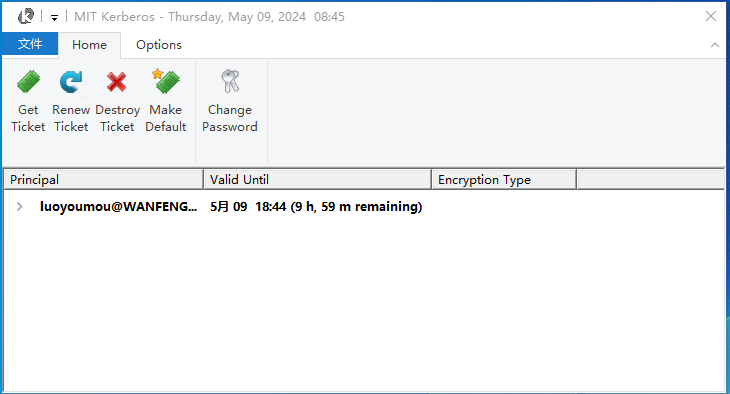 MIT Kerberos - Thursday, May 09, 2024 08:45
文件 Home Options
Get Ticket
Renew Ticket
Destroy Ticket
Make Default
Change Password
Principal Valid Until Encryption Type
luoyoumou@WANFENG... 5月 09 18:44 (9 h, 59 m remaining)